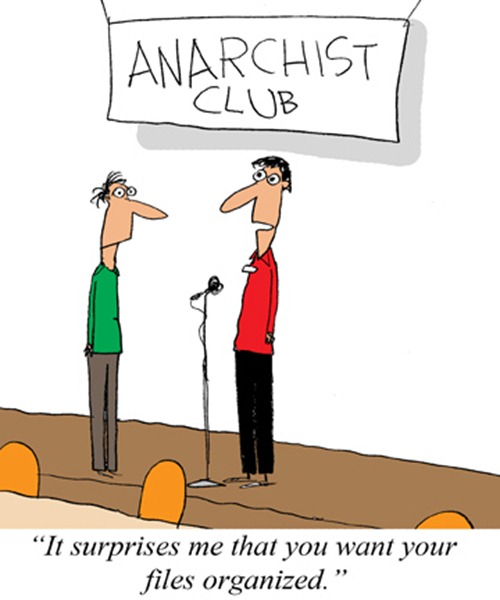 ANARCHIST
CLUB
“It surprises me that you want your
files organized.”